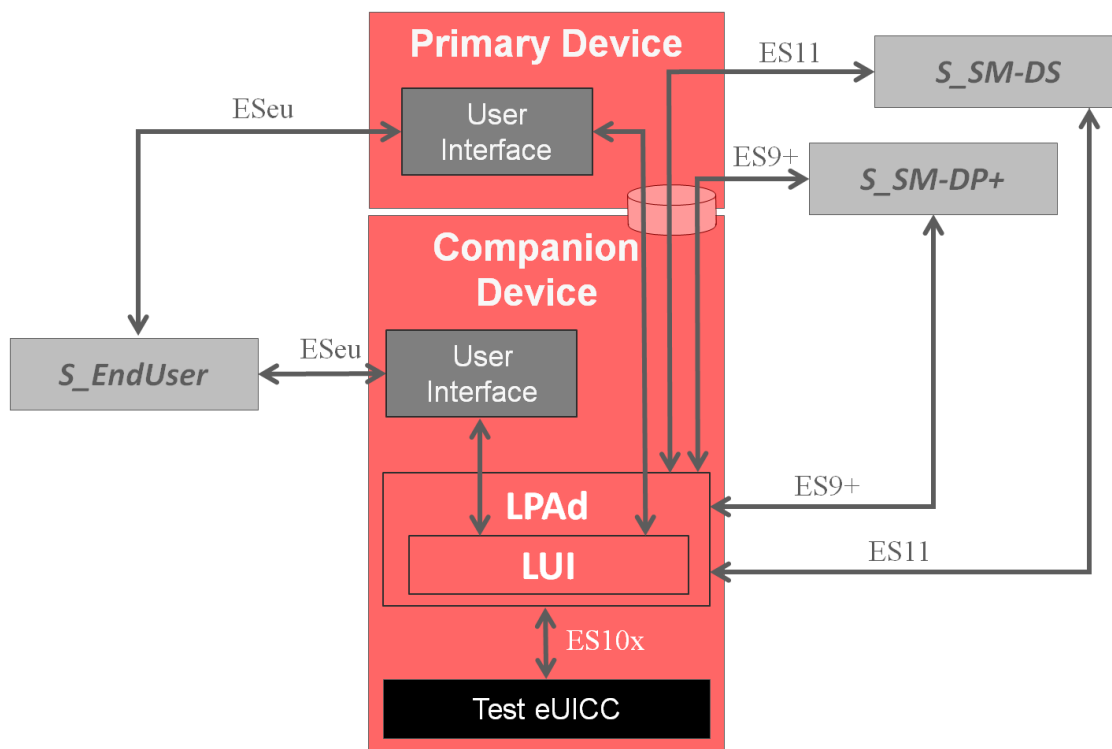 Primary Device
ES11
S_SM-DS
ESeu
User
Interface
ES9+
S_SM-DP+
Companion
Device
S_EndUser
ESeu
User
Interface
LPAd
ES9+
LUI
ES11
ES10x
Test eUICC